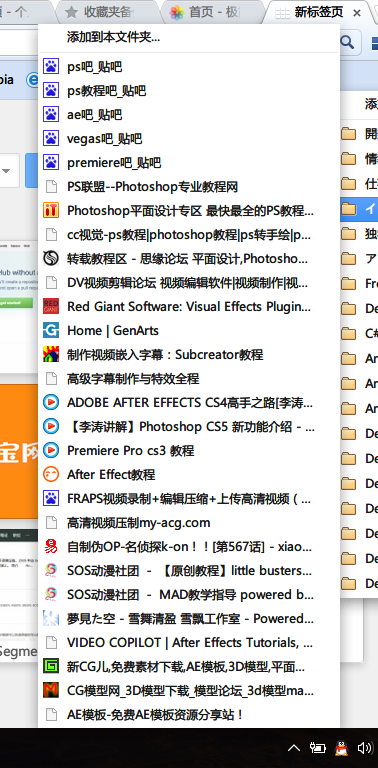 页 - 个
收藏夹备
首页 - 极
新标签页
添加到本文件夹...
pia
添
ps吧_贴吧
ps教程吧_贴吧
開
ae吧_贴吧
情
vegas吧_贴吧
仕
premiere吧_贴吧
PS联盟--Photoshop专业教程网
イ
Photoshop平面设计专区 最快最全的PS教程...
独
cc视觉-ps教程|photoshop教程|ps转手绘|p...
ア
转载教程区 - 思缘论坛 平面设计,Photosho...
Hub without
Fre
DV视频剪辑论坛 视频编辑软件|视频制作|视...
De
Red Giant Software: Visual Effects Plugin...
C#
Home | GenArts
An
制作视频嵌入字幕：Subcreator教程
高级字幕制作与特效全程
An
ADOBE AFTER EFFECTS CS4高手之路[李涛...
An
【李涛讲解】Photoshop CS5 新功能介绍 - ...
De
宝网
Premiere Pro cs3 教程
De
After Effect教程
De
FRAPS视频录制+编辑压缩+上传高清视频（...
De
高清视频压制my-acg.com
De
自制伪OP-名侦探k-on！！[第567话] - xiao...
De
SOS动漫社团 － 【原创教程】little busters...
De
SOS动漫社团 － MAD教学指导 powered b...
夢見た空 - 雪舞清盈 雪飘工作室 - Powered...
VIDEO COPILOT | After Effects Tutorials, ...
Segme
新CG儿,免费素材下载,AE模板,3D模型,平面...
CG模型网_3D模型下载_模型论坛_3d模型ma...
AE模板-免费AE模板资源分享站！